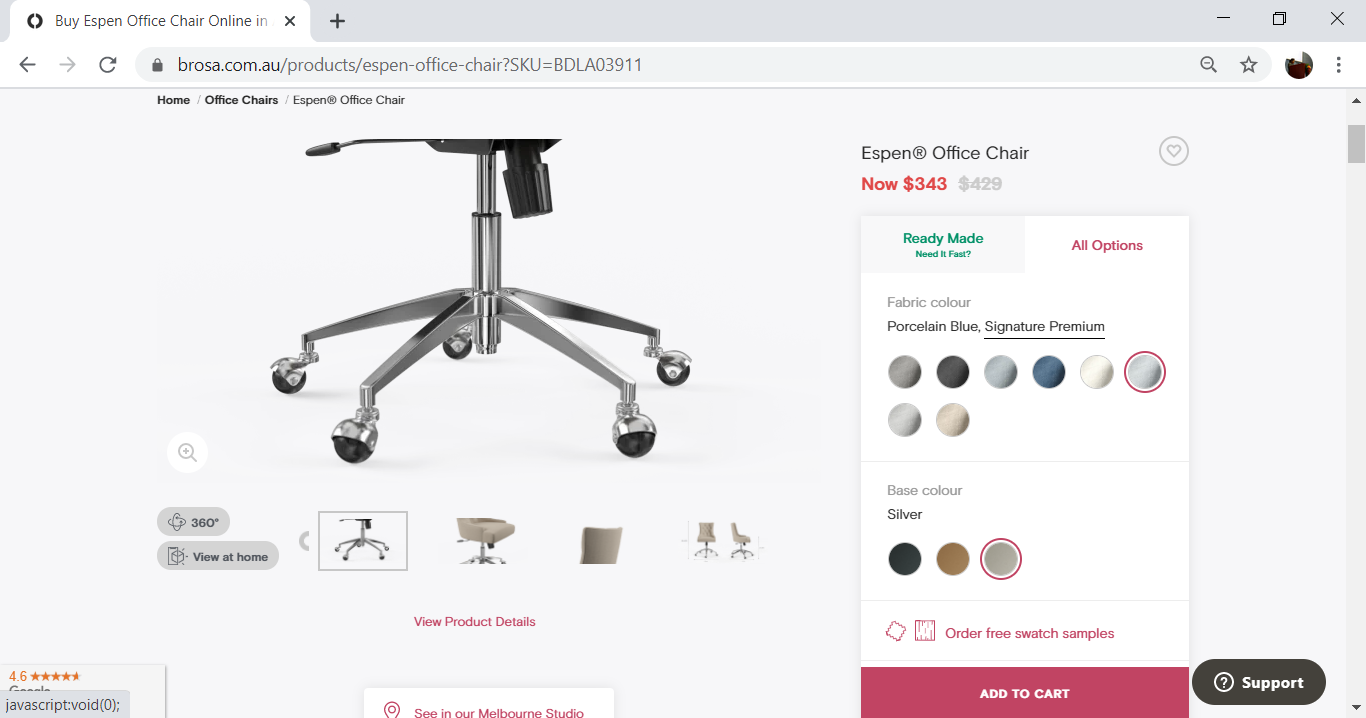 Buy Espen Office Chair Online in
brosa.com.au/products/espen-office-chair?SKU=BDLA03911
Home / Office Chairs / Espen® Office Chair
Espen® Office Chair
Now $343 $429
Ready Made
Need It Fast?
All Options
Fabric colour
Porcelain Blue, Signature Premium
Base colour
Silver
Order free swatch samples
ADD TO CART
360°
View at home
View Product Details
See in our Melbourne Studio
4.6
Google
javascript:void(0);
Support